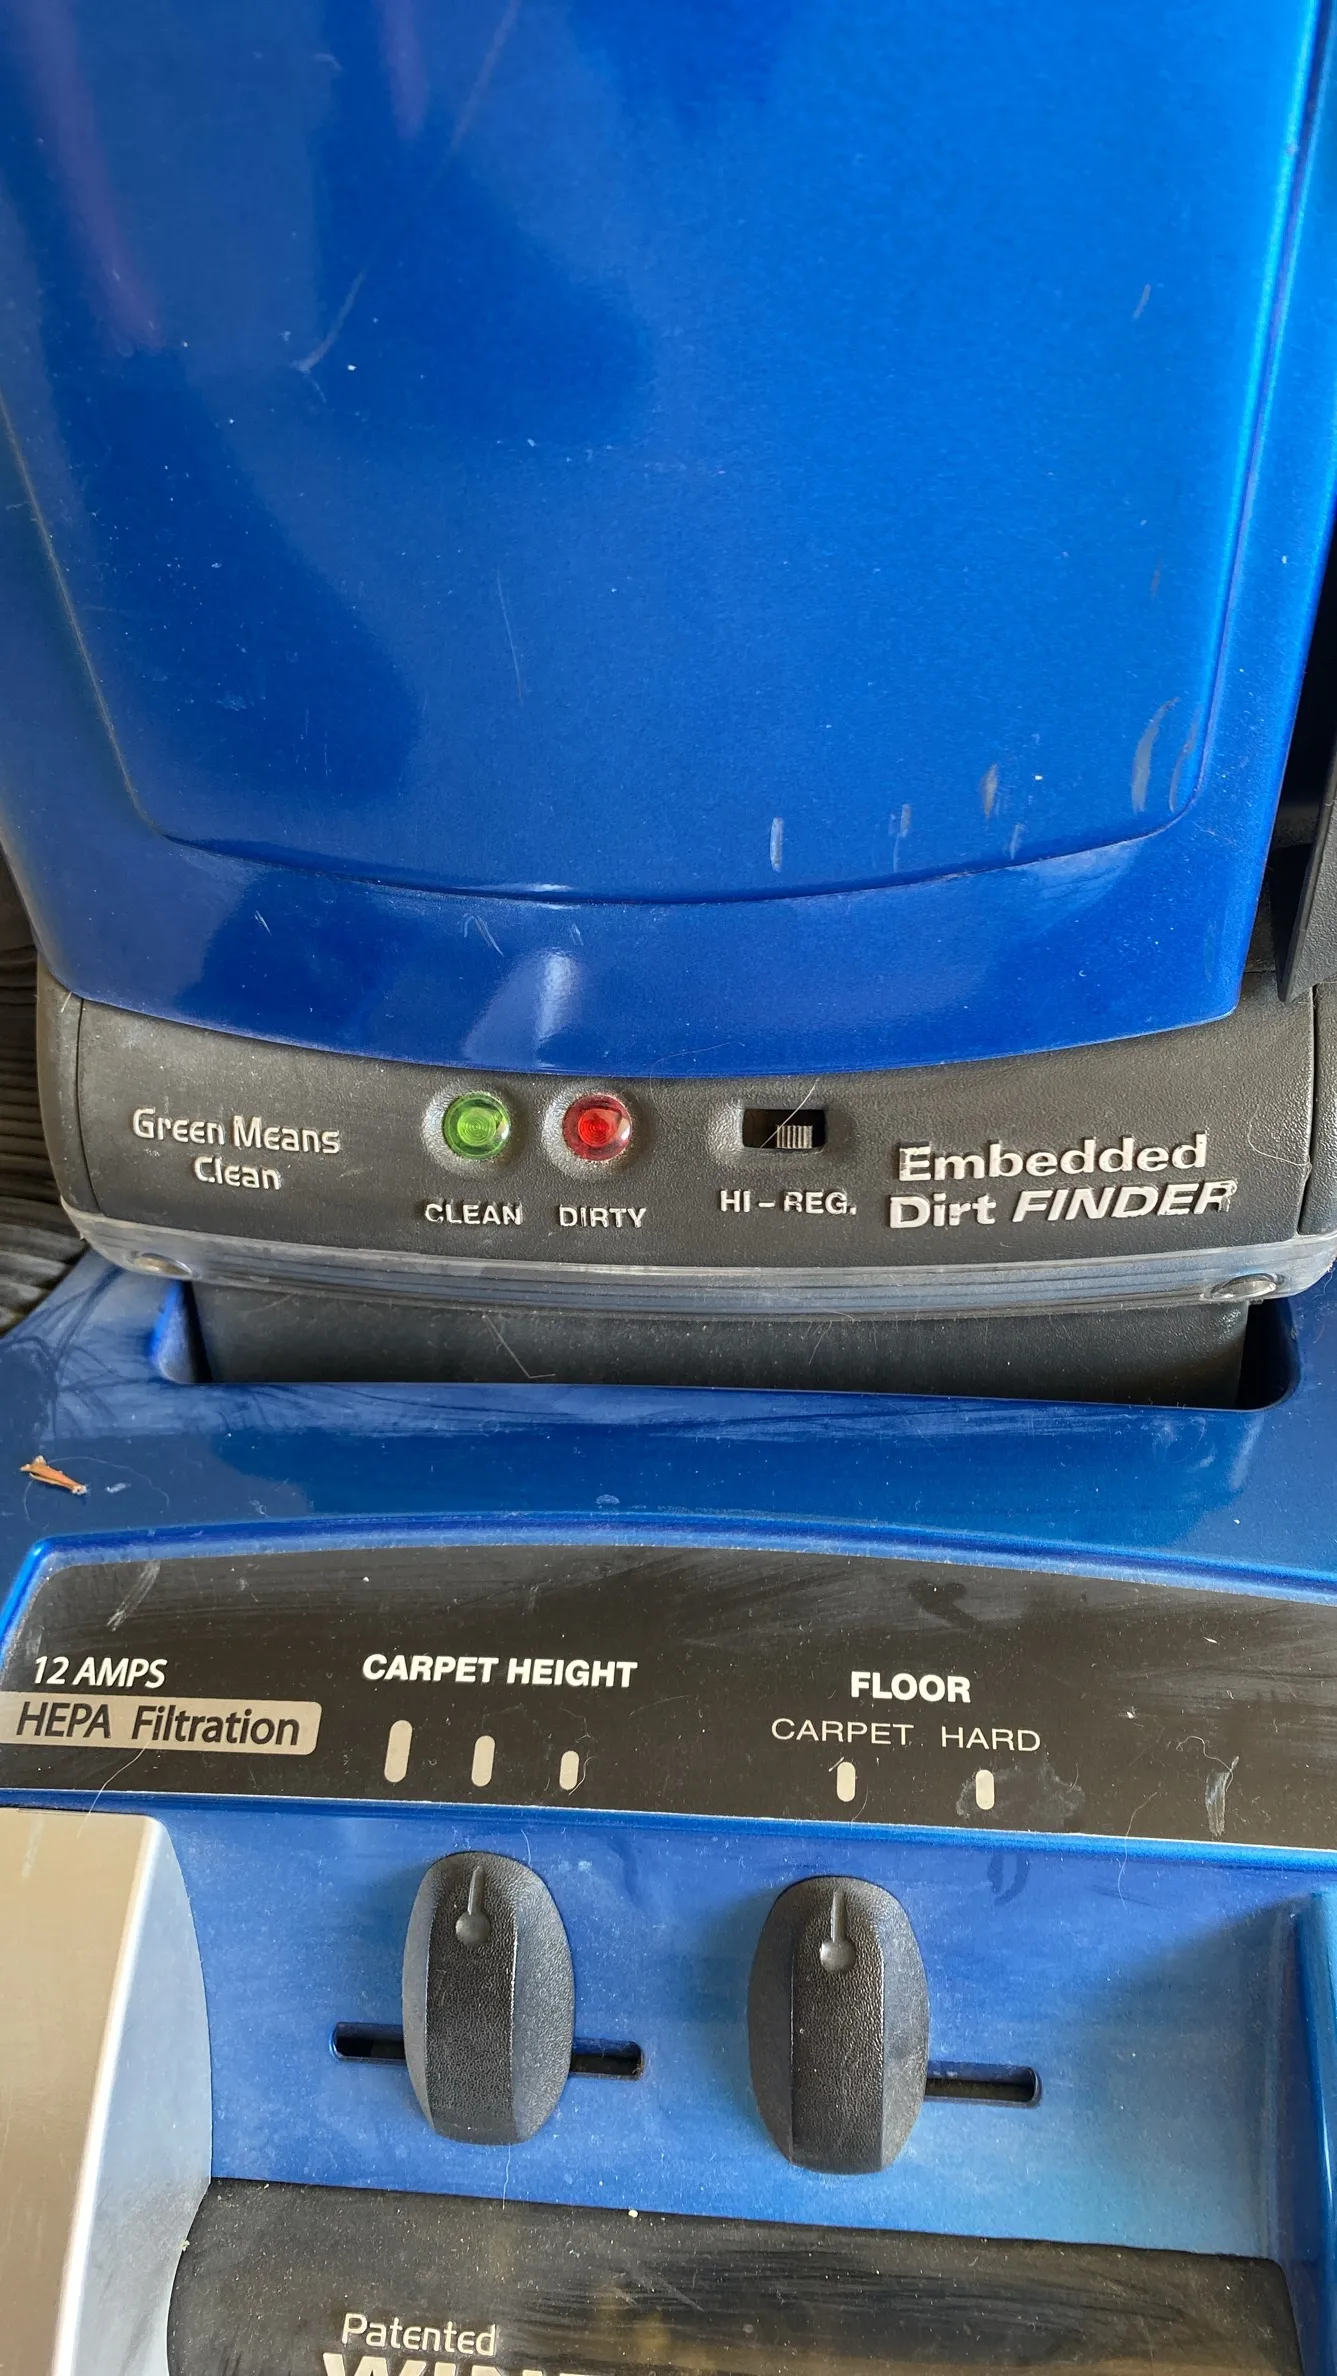 Green Means
Clean
CLEAN DIRTY
HI-REG.
Embedded
Dirt FINDER
12 AMPS
HEPA Filtration
CARPET HEIGHT
FLOOR
CARPET HARD
Patented